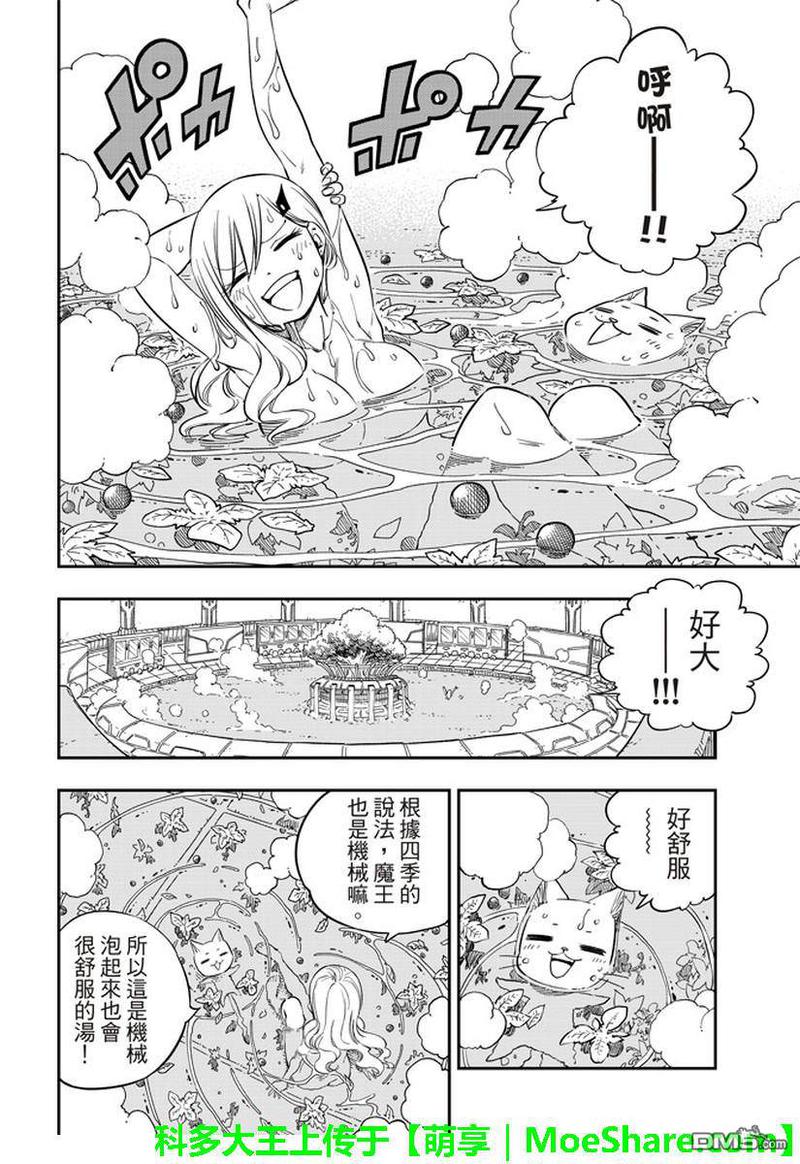 呼啊——!!
ポカ
ポカ
好大——!!!
好舒服~~~
根據四季的
說法，魔王
也是機械嘛。
所以這是機械
泡起來也會
很舒服的湯！
科多大王上传于【萌享｜MoeShare
DM5.com